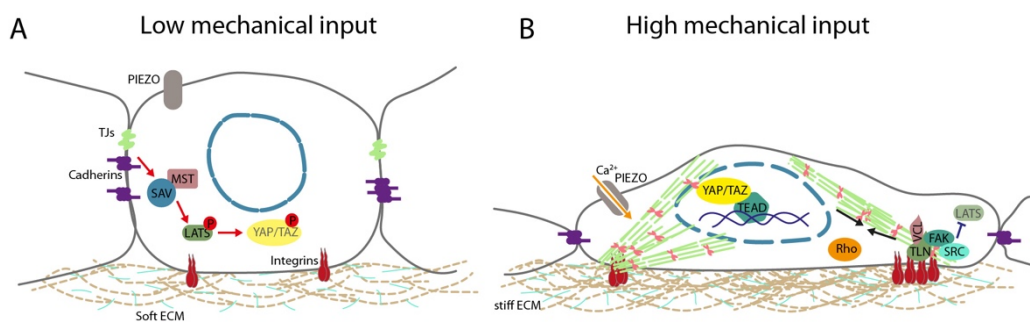 A
Low mechanical input
PIEZO
TJs
Cadherins
MST
SAV
P
LATS
P
YAP/TAZ
Integrins
Soft ECM
B
High mechanical input
Ca²⁺
PIEZO
YAP/TAZ
TEAD
LATS
VCL
FAK
Rho
TLN
SRC
stiff ECM